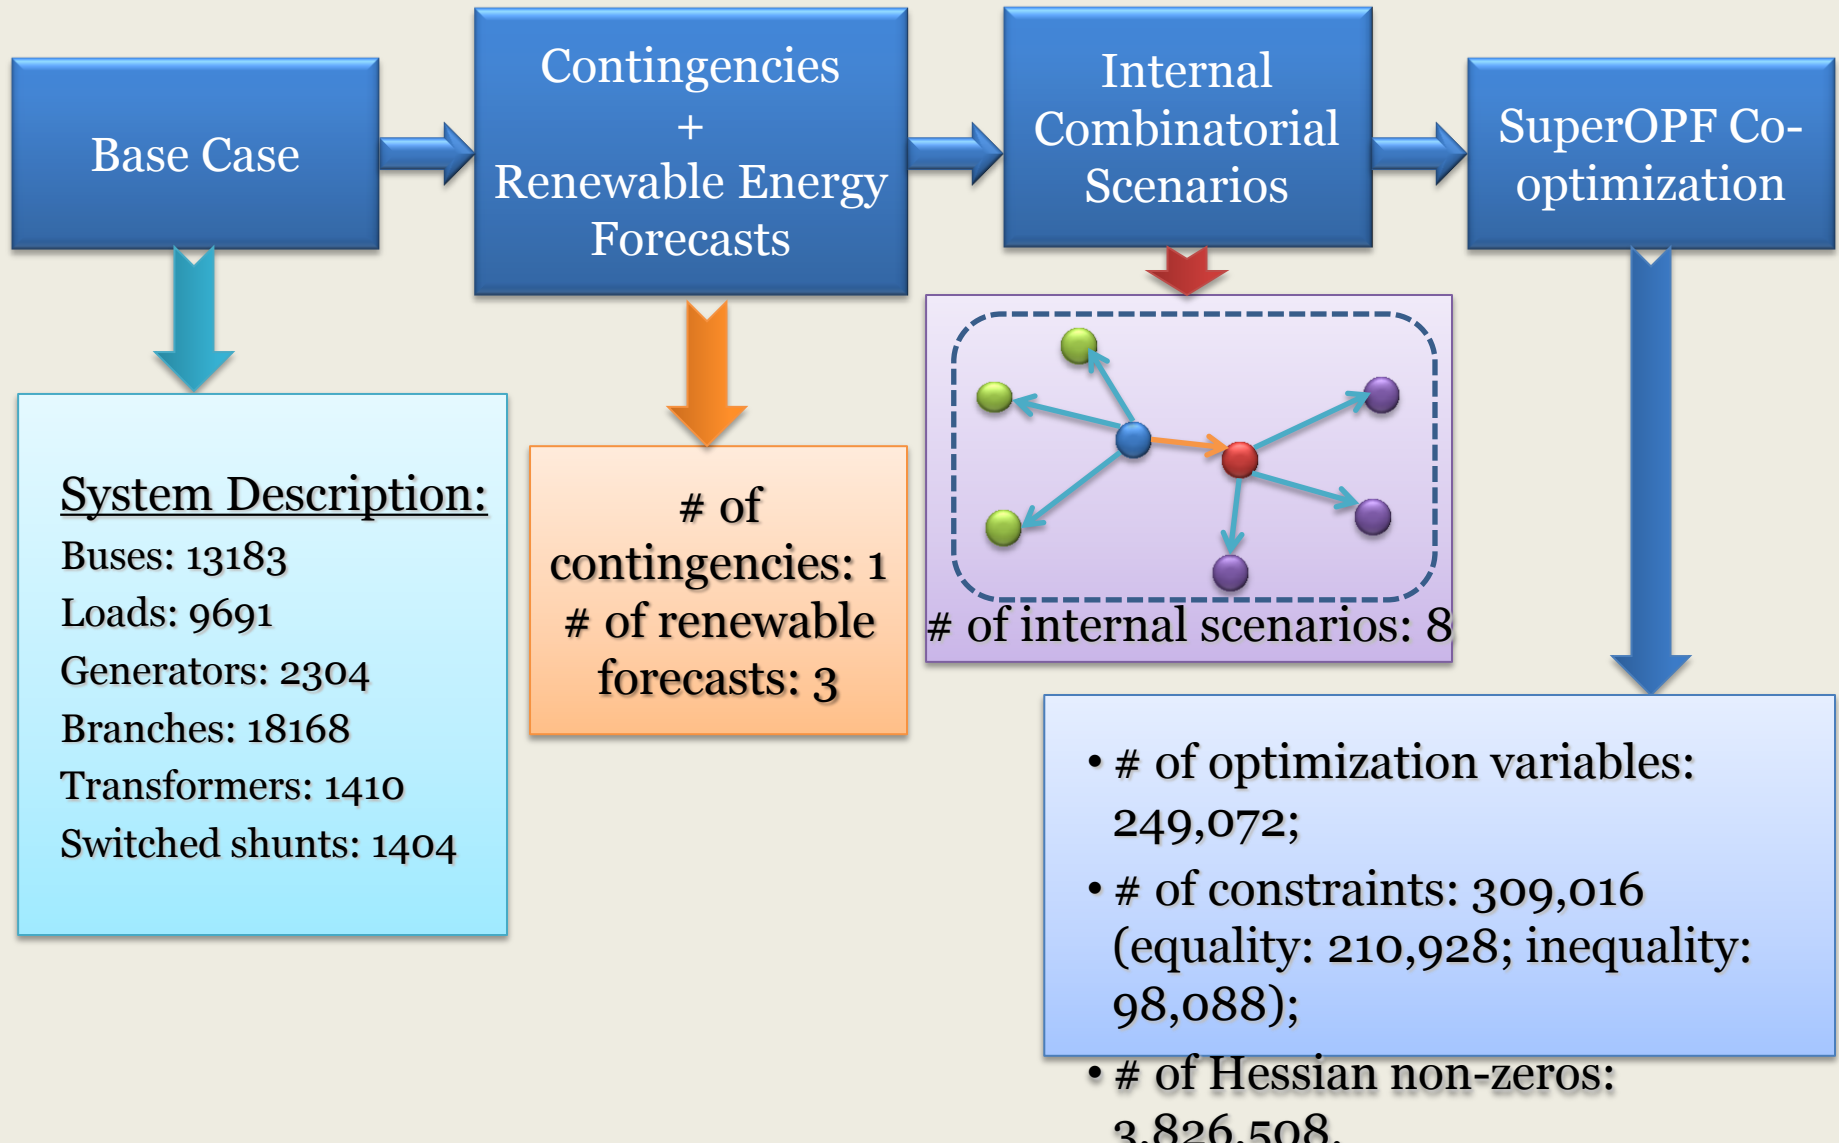 Base Case
Contingencies
+
Renewable Energy
Forecasts
Internal
Combinatorial
Scenarios
SuperOPF Co-
optimization
System Description:
Buses: 13183
Loads: 9691
Generators: 2304
Branches: 18168
Transformers: 1410
Switched shunts: 1404
# of
contingencies: 1
# of renewable
forecasts: 3
# of internal scenarios: 8
• # of optimization variables:
249,072;
• # of constraints: 309,016
(equality: 210,928; inequality:
98,088);
• # of Hessian non-zeros:
3,826,508.